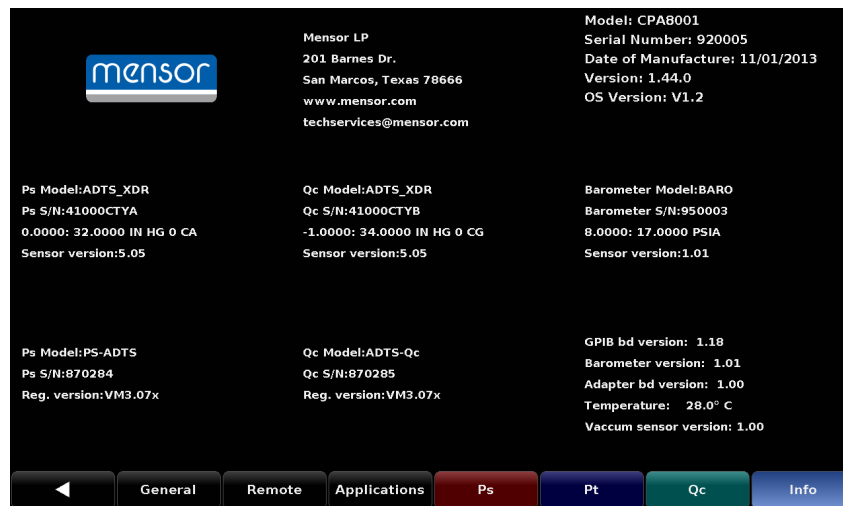 mensor
Mensor LP
201 Barnes Dr.
San Marcos, Texas 78666
www.mensor.com
techservices@mensor.com
Model: CPA8001
Serial Number: 920005
Date of Manufacture: 11/01/2013
Version: 1.44.0
OS Version: V1.2
Ps Model:ADTS_XDR
Ps S/N:41000CTYA
0.0000: 32.0000 IN HG 0 CA
Sensor version:5.05
Qc Model:ADTS_XDR
Qc S/N:41000CTYB
-1.0000: 34.0000 IN HG 0 CG
Sensor version:5.05
Barometer Model:BARO
Barometer S/N:950003
8.0000: 17.0000 PSIA
Sensor version:1.01
Ps Model:PS-ADTS
Ps S/N:870284
Reg. version:VM3.07x
Qc Model:ADTS-Qc
Qc S/N:870285
Reg. version:VM3.07x
GPIB bd version: 1.18
Barometer version: 1.01
Adapter bd version: 1.00
Temperature: 28.0° C
Vaccum sensor version: 1.00
General Remote Applications Ps Pt Qc Info